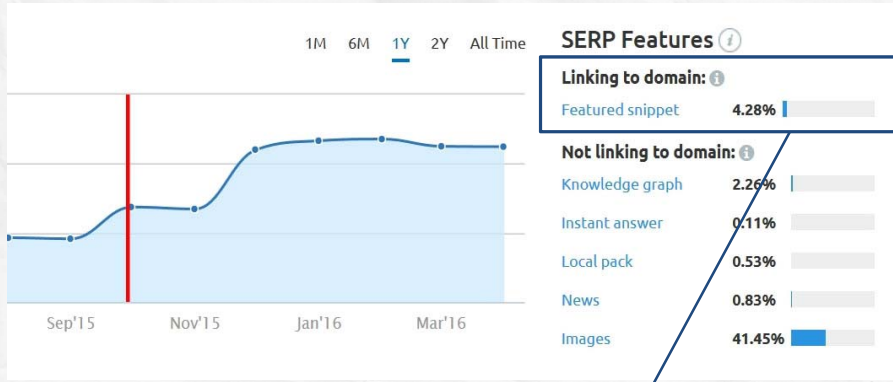 1M 6M 1Y 2Y All Time
Sep'15 Nov'15 Jan'16 Mar'16
SERP Features i
Linking to domain: i
Featured snippet 4.28%
Not linking to domain: i
Knowledge graph 2.26%
Instant answer 0.11%
Local pack 0.53%
News 0.83%
Images 41.45%